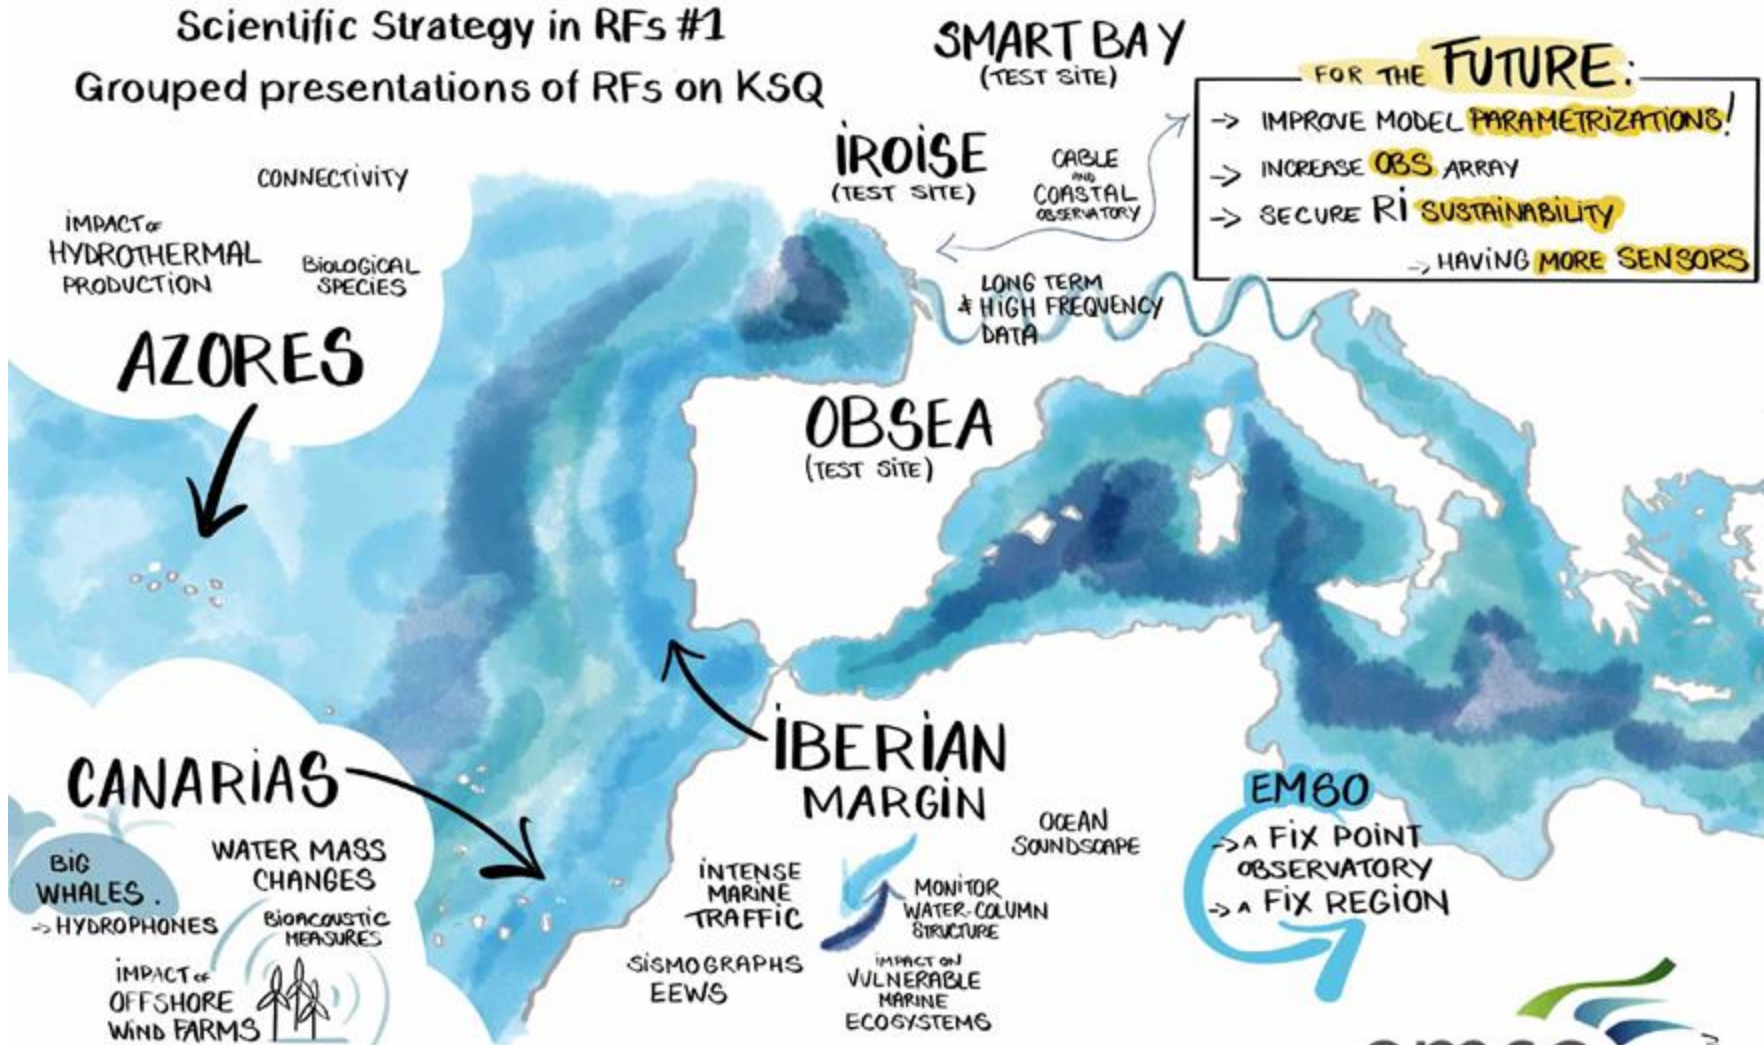 Scientific Strategy in RFs #1
Grouped presentations of RFs on KSQ
SMART BAY
(TEST SITE)
FOR THE FUTURE:
-> IMPROVE MODEL PARAMETRIZATIONS!
-> INCREASE OBS ARRAY
-> SECURE RI SUSTAINABILITY
-> HAVING MORE SENSORS
IROISE
(TEST SITE)
CABLE
AND
COASTAL
OBSERVATORY
LONG TERM
& HIGH FREQUENCY
DATA
CONNECTIVITY
IMPACT OF
HYDROTHERMAL
PRODUCTION
BIOLOGICAL
SPECIES
AZORES
OBSEA
(TEST SITE)
CANARIAS
BIG
WHALES.
-> HYDROPHONES
WATER MASS
CHANGES
BIOACOUSTIC
MEASURES
IMPACT OF
OFFSHORE
WIND FARMS
IBERIAN
MARGIN
INTENSE
MARINE
TRAFFIC
OCEAN
SOUNDSCAPE
MONITOR
WATER-COLUMN
STRUCTURE
SISMOGRAPHS
EEWS
IMPACT ON
VULNERABLE
MARINE
ECOSYSTEMS
EMSO
-> A FIX POINT
OBSERVATORY
-> A FIX REGION